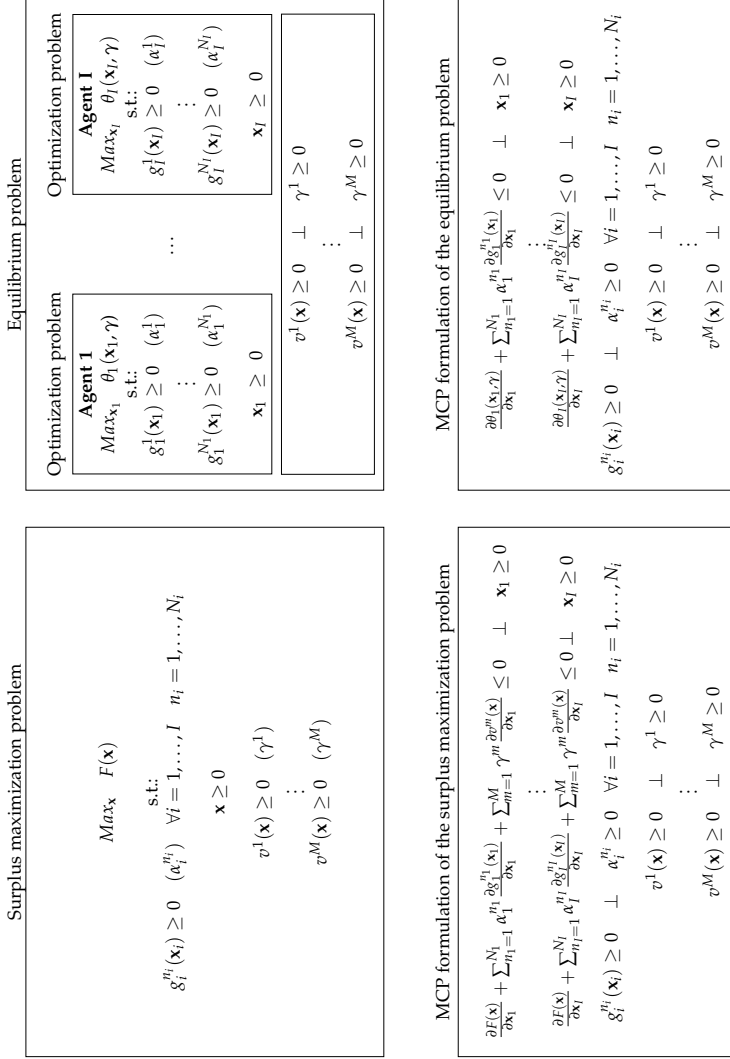 Surplus maximization problem
Max_x F(x)
s.t.:
g_i^{n_i}(x_i) ≥ 0 (α_i^{n_i}) ∀i = 1, …, I n_i = 1, …, N_i
x ≥ 0
v^1(x) ≥ 0 (γ^1)
⋮
v^M(x) ≥ 0 (γ^M)
Equilibrium problem
Optimization problem
Agent 1
Max_{x_1} θ_1(x_1, γ)
s.t.:
g_1^1(x_1) ≥ 0 (α_1^1)
⋮
g_1^{N_1}(x_1) ≥ 0 (α_1^{N_1})
x_1 ≥ 0
…
Optimization problem
Agent I
Max_{x_I} θ_I(x_I, γ)
s.t.:
g_I^1(x_I) ≥ 0 (α_I^1)
⋮
g_I^{N_I}(x_I) ≥ 0 (α_I^{N_I})
x_I ≥ 0
v^1(x) ≥ 0 ⊥ γ^1 ≥ 0
⋮
v^M(x) ≥ 0 ⊥ γ^M ≥ 0
MCP formulation of the surplus maximization problem
∂F(x)/∂x_1 + Σ_{n_1=1}^{N_1} α_1^{n_1} ∂g_1^{n_1}(x_1)/∂x_1 + Σ_{m=1}^{M} γ^m ∂v^m(x)/∂x_1 ≤ 0 ⊥ x_1 ≥ 0
⋮
∂F(x)/∂x_I + Σ_{n_I=1}^{N_I} α_I^{n_I} ∂g_I^{n_I}(x_I)/∂x_I + Σ_{m=1}^{M} γ^m ∂v^m(x)/∂x_I ≤ 0 ⊥ x_I ≥ 0
g_i^{n_i}(x_i) ≥ 0 ⊥ α_i^{n_i} ≥ 0 ∀i = 1, …, I n_i = 1, …, N_i
v^1(x) ≥ 0 ⊥ γ^1 ≥ 0
⋮
v^M(x) ≥ 0 ⊥ γ^M ≥ 0
MCP formulation of the equilibrium problem
∂θ_1(x_1,γ)/∂x_1 + Σ_{n_1=1}^{N_1} α_1^{n_1} ∂g_1^{n_1}(x_1)/∂x_1 ≤ 0 ⊥ x_1 ≥ 0
⋮
∂θ_I(x_I,γ)/∂x_I + Σ_{n_I=1}^{N_I} α_I^{n_I} ∂g_I^{n_I}(x_I)/∂x_I ≤ 0 ⊥ x_I ≥ 0
g_i^{n_i}(x_i) ≥ 0 ⊥ α_i^{n_i} ≥ 0 ∀i = 1, …, I n_i = 1, …, N_i
v^1(x) ≥ 0 ⊥ γ^1 ≥ 0
⋮
v^M(x) ≥ 0 ⊥ γ^M ≥ 0